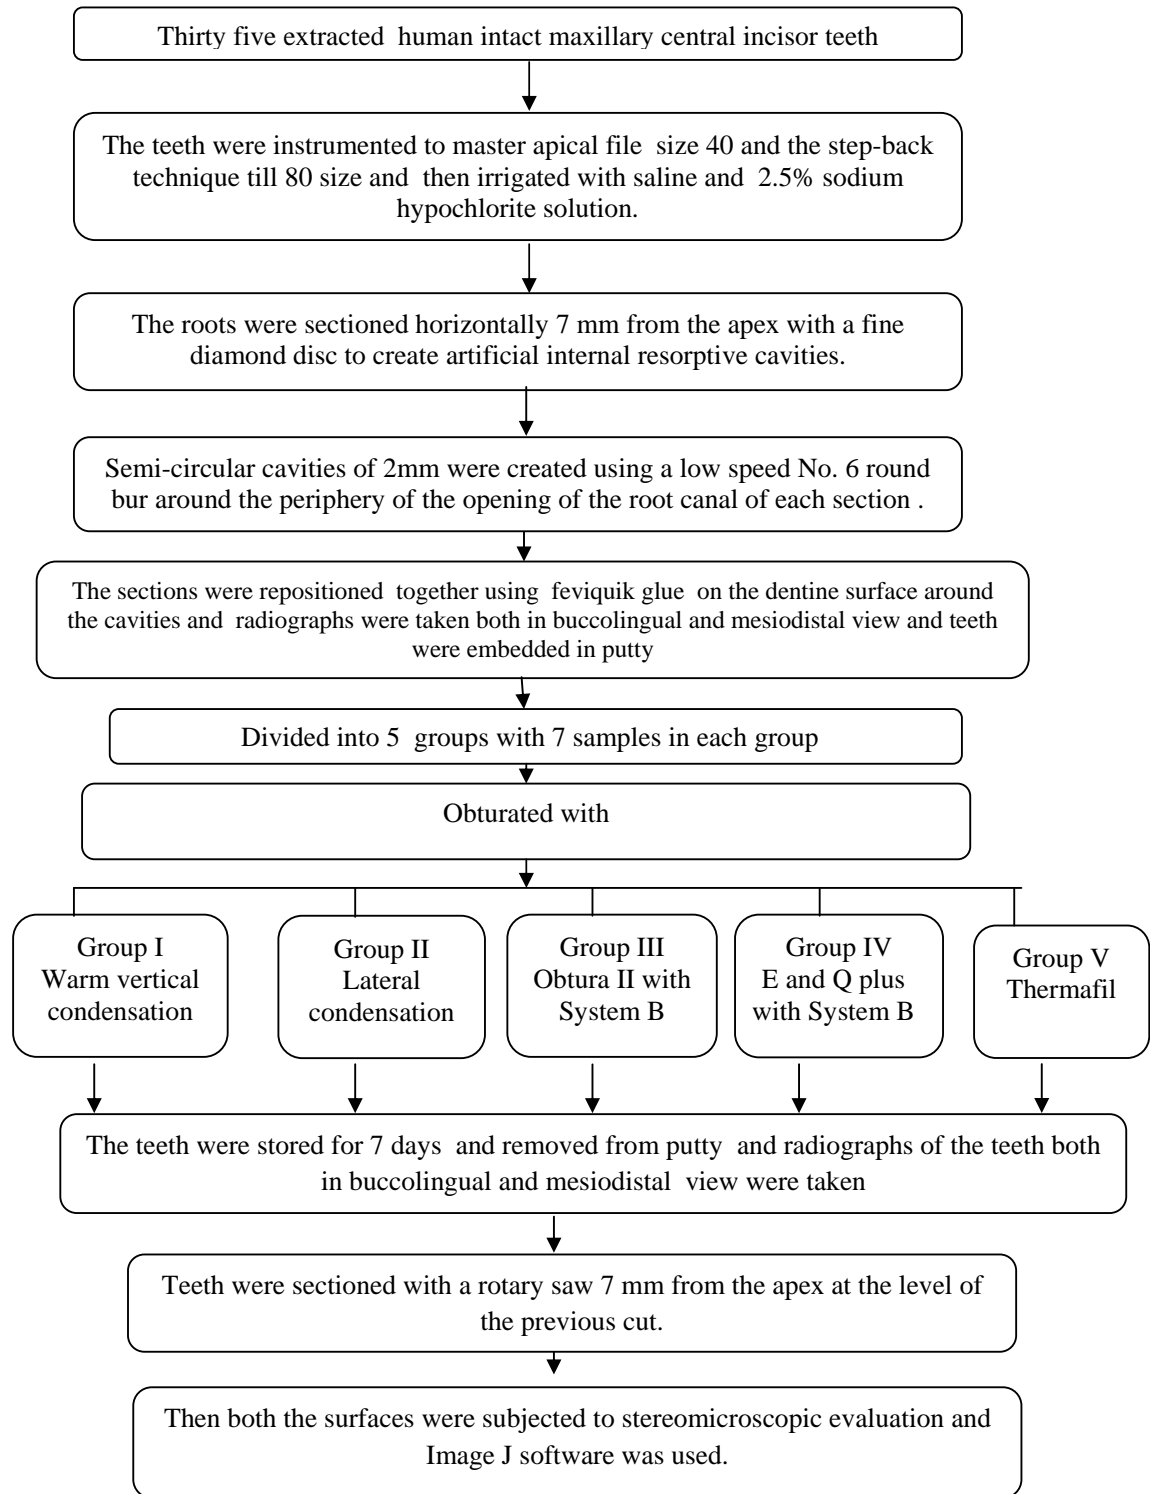 Thirty five extracted human intact maxillary central incisor teeth
The teeth were instrumented to master apical file size 40 and the step-back
technique till 80 size and then irrigated with saline and 2.5% sodium
hypochlorite solution.
The roots were sectioned horizontally 7 mm from the apex with a fine
diamond disc to create artificial internal resorptive cavities.
Semi-circular cavities of 2mm were created using a low speed No. 6 round
bur around the periphery of the opening of the root canal of each section .
The sections were repositioned together using feviquik glue on the dentine surface around
the cavities and radiographs were taken both in buccolingual and mesiodistal view and teeth
were embedded in putty
Divided into 5 groups with 7 samples in each group
Obturated with
Group I
Warm vertical
condensation
Group II
Lateral
condensation
Group III
Obtura II with
System B
Group IV
E and Q plus
with System B
Group V
Thermafil
The teeth were stored for 7 days and removed from putty and radiographs of the teeth both
in buccolingual and mesiodistal view were taken
Teeth were sectioned with a rotary saw 7 mm from the apex at the level of
the previous cut.
Then both the surfaces were subjected to stereomicroscopic evaluation and
Image J software was used.